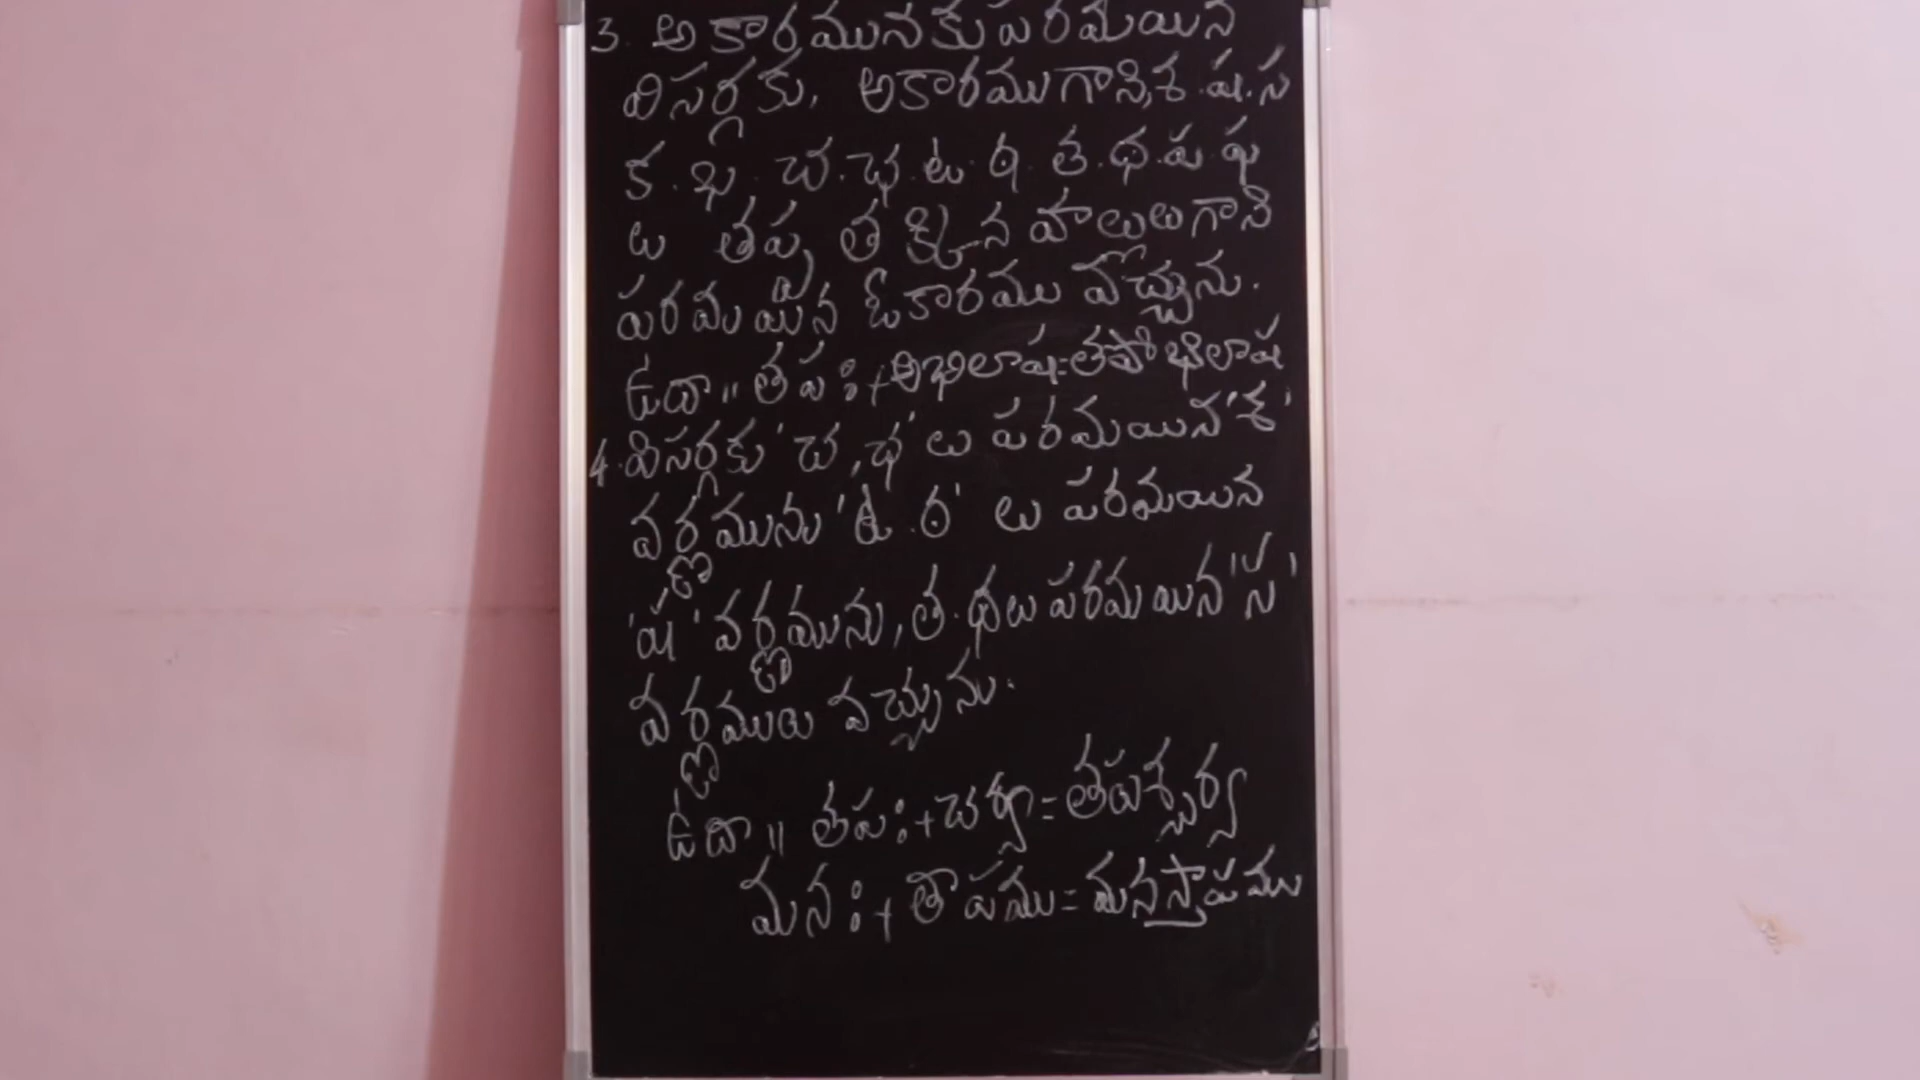 3. అ కారమునకు పరమయిన
విసర్గకు, అకారముగాని, శ.ష.స
క.ఖ. చ.ఛ.ట.ఠ. త.థ.ప.ఫ
లు తప్ప తక్కిన హల్లులుగాని
పరమయిన ఓకారము వొచ్చును.
ఉదా॥ తపః+అభిలాష=తపోభిలాష
4. విసర్గకు 'చ,ఛ' లు పరమయిన 'శ'
వర్ణమును 'ట.ఠ' లు పరమయిన
'ష' వర్ణమును, త.థలు పరమయిన 'స'
వర్ణములు వచ్చును.
ఉదా॥ తపః+చర్య=తపశ్చర్య
మనః+తాపము=మనస్తాపము